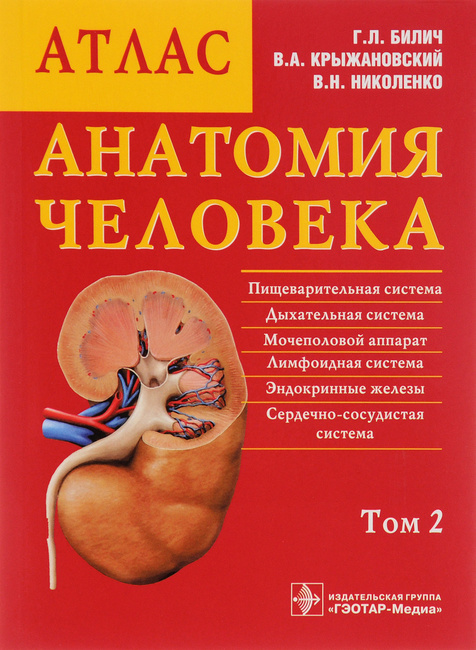 АТЛАС
Г.Л. БИЛИЧ
В.А. КРЫЖАНОВСКИЙ
В.Н. НИКОЛЕНКО
АНАТОМИЯ
ЧЕЛОВЕКА
Пищеварительная система
Дыхательная система
Мочеполовой аппарат
Лимфоидная система
Эндокринные железы
Сердечно-сосудистая
система
Том 2
ИЗДАТЕЛЬСКАЯ ГРУППА
«ГЭОТАР-Медиа»